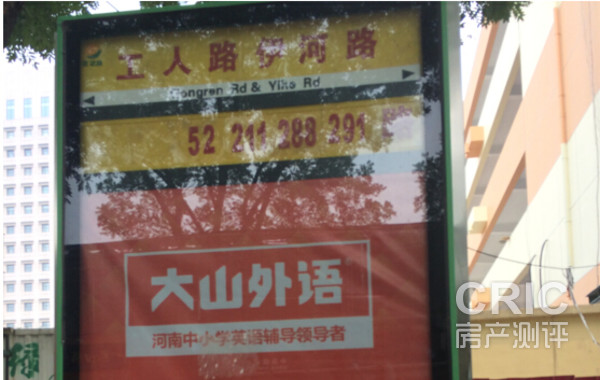 工人路伊河路
Gongren Rd & Yihe Rd
52 211 288 291
大山外语
河南中小学英语辅导领导者
CRIC
房产测评